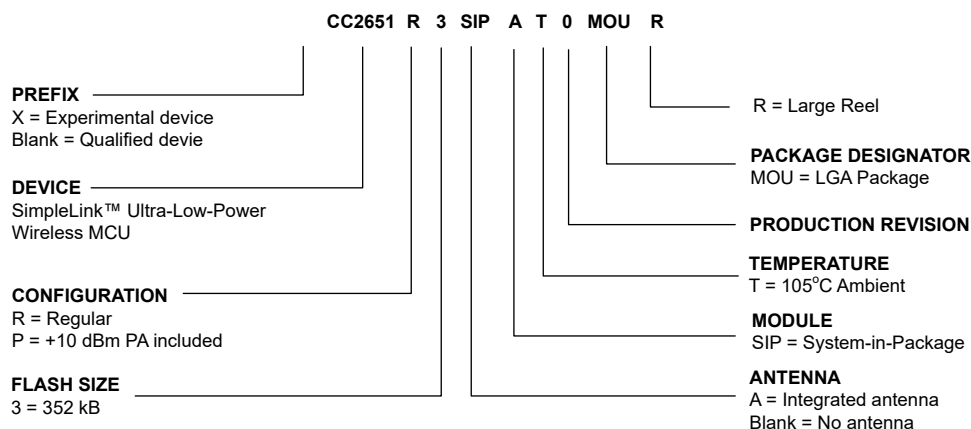 CC2651 R 3 SIP A T 0 MOU R
PREFIX
X = Experimental device
Blank = Qualified devie
DEVICE
SimpleLink™ Ultra-Low-Power
Wireless MCU
CONFIGURATION
R = Regular
P = +10 dBm PA included
FLASH SIZE
3 = 352 kB
R = Large Reel
PACKAGE DESIGNATOR
MOU = LGA Package
PRODUCTION REVISION
TEMPERATURE
T = 105°C Ambient
MODULE
SIP = System-in-Package
ANTENNA
A = Integrated antenna
Blank = No antenna